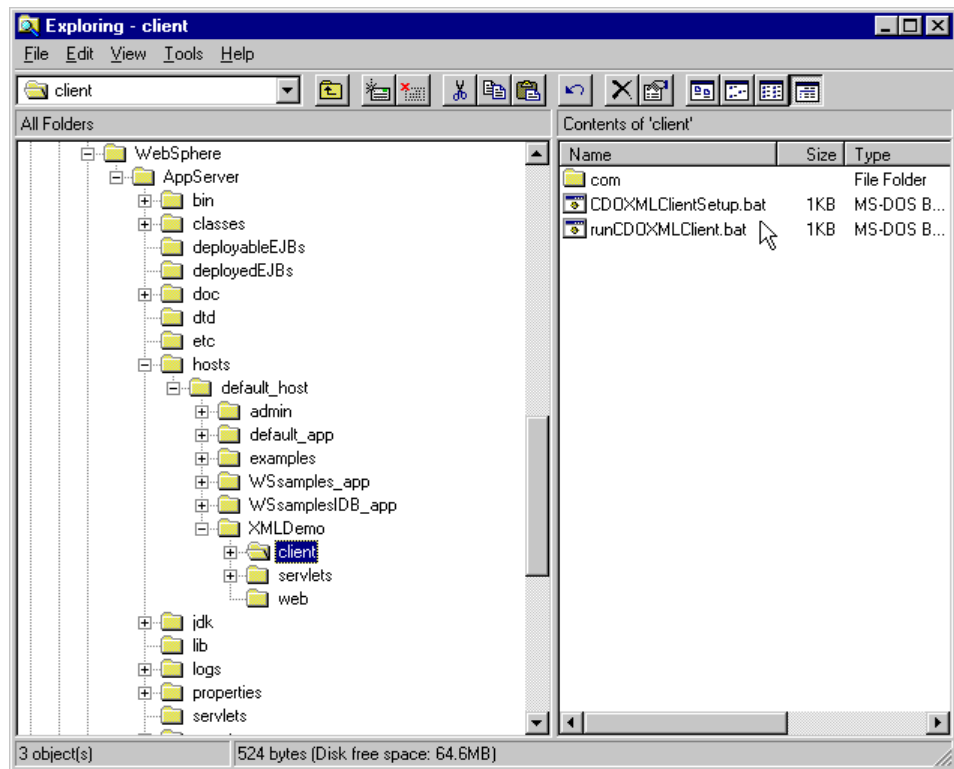 Exploring - client
File Edit View Tools Help
client
All Folders
Contents of 'client'
WebSphere
AppServer
bin
classes
deployableEJBs
deployedEJBs
doc
dtd
etc
hosts
default_host
admin
default_app
examples
WSsamples_app
WSsamplesIDB_app
XMLDemo
client
servlets
web
jdk
lib
logs
properties
servlets
Name Size Type
com File Folder
CDOXMLClientSetup.bat 1KB MS-DOS B...
runCDOXMLClient.bat 1KB MS-DOS B...
3 object(s) 524 bytes (Disk free space: 64.6MB)